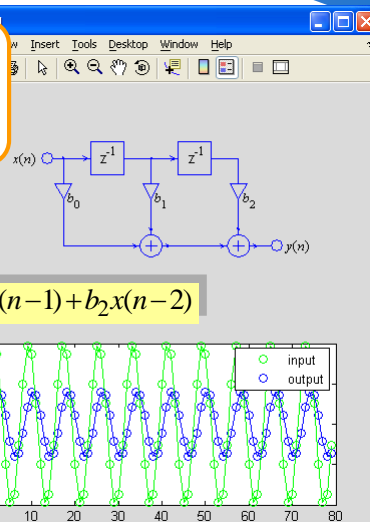 Insert Tools Desktop Window Help
x(n) z⁻¹ z⁻¹
b₀ b₁ b₂
+ + y(n)
(n−1)+b₂x(n−2)
input
output
10 20 30 40 50 60 70 80